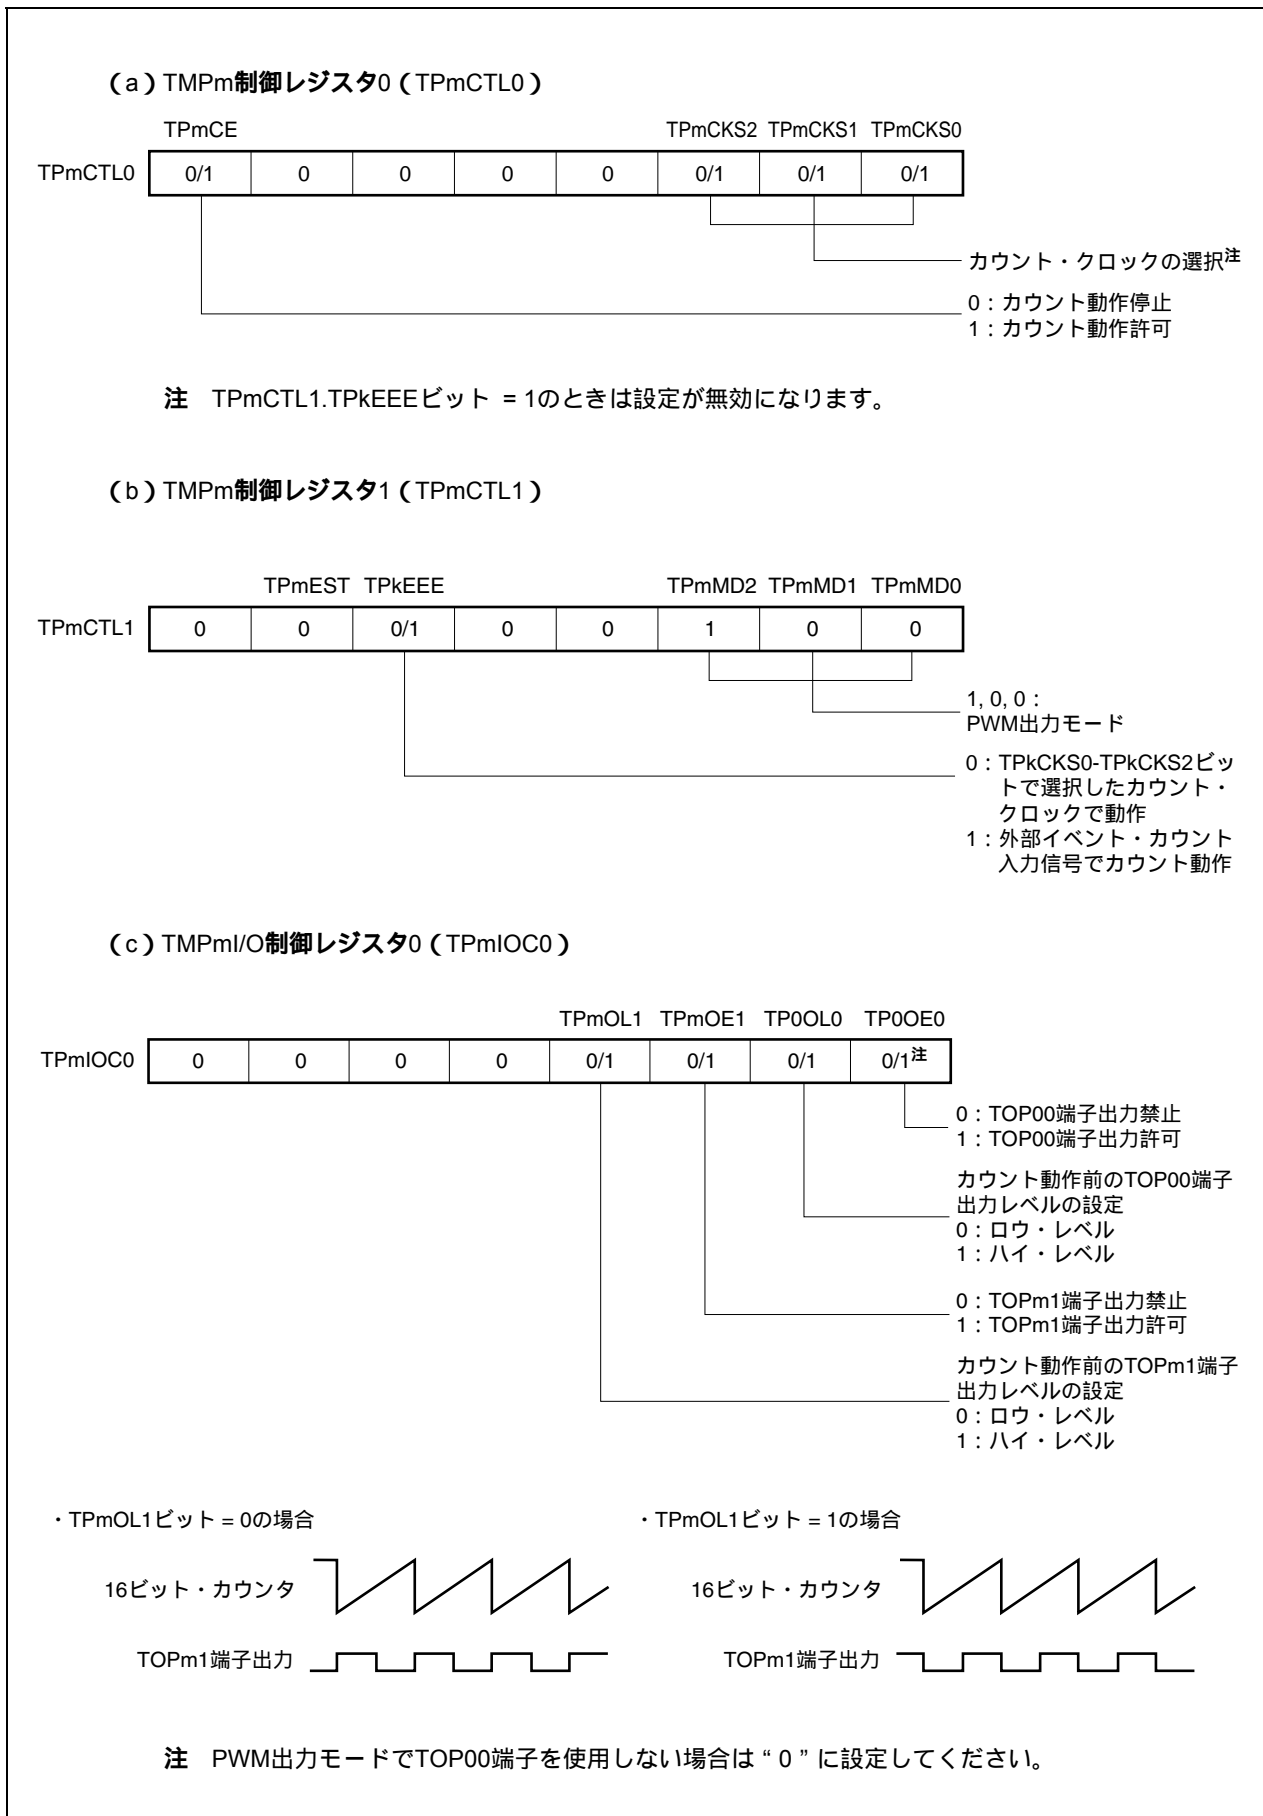 （a）TMPm制御レジスタ0（TPmCTL0）
TPmCE TPmCKS2 TPmCKS1 TPmCKS0
TPmCTL0 0/1 0 0 0 0 0/1 0/1 0/1
カウント・クロックの選択注
0：カウント動作停止
1：カウント動作許可
注 TPmCTL1.TPkEEEビット = 1のときは設定が無効になります。
（b）TMPm制御レジスタ1（TPmCTL1）
TPmEST TPkEEE TPmMD2 TPmMD1 TPmMD0
TPmCTL1 0 0 0/1 0 0 1 0 0
1, 0, 0：
PWM出力モード
0：TPkCKS0-TPkCKS2ビッ
トで選択したカウント・
クロックで動作
1：外部イベント・カウント
入力信号でカウント動作
（c）TMPmI/O制御レジスタ0（TPmIOC0）
TPmOL1 TPmOE1 TP0OL0 TP0OE0
TPmIOC0 0 0 0 0 0/1 0/1 0/1 0/1注
0：TOP00端子出力禁止
1：TOP00端子出力許可
カウント動作前のTOP00端子
出力レベルの設定
0：ロウ・レベル
1：ハイ・レベル
0：TOPm1端子出力禁止
1：TOPm1端子出力許可
カウント動作前のTOPm1端子
出力レベルの設定
0：ロウ・レベル
1：ハイ・レベル
・TPmOL1ビット = 0の場合
16ビット・カウンタ
TOPm1端子出力
・TPmOL1ビット = 1の場合
16ビット・カウンタ
TOPm1端子出力
注 PWM出力モードでTOP00端子を使用しない場合は“0”に設定してください。